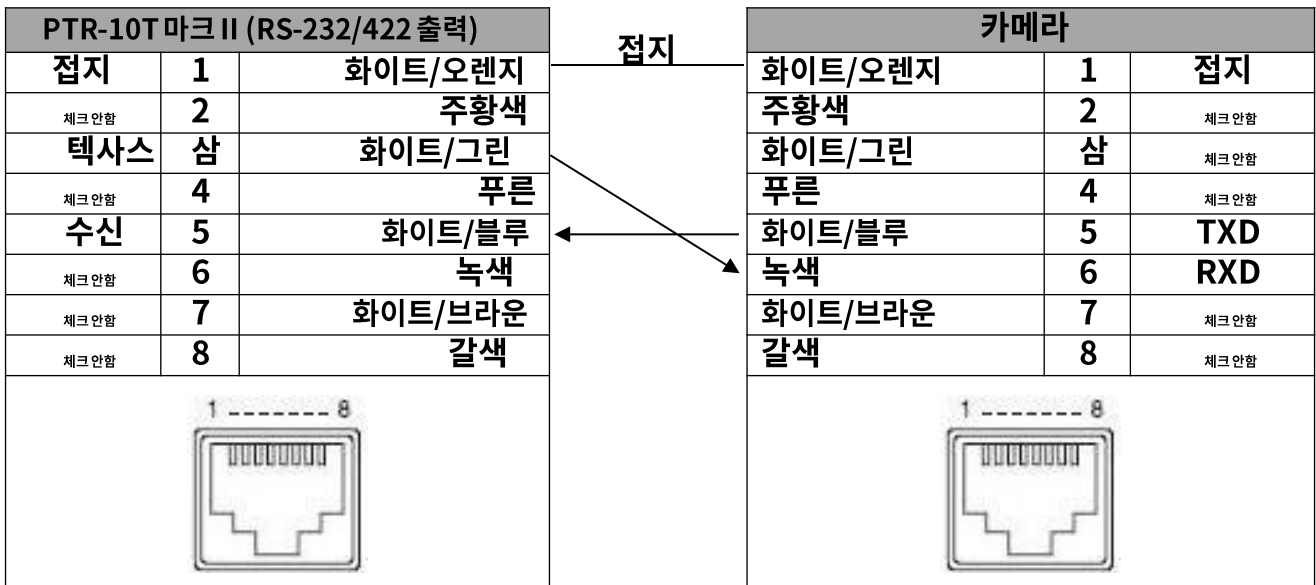 PTR-10T 마크 II (RS-232/422 출력)
접지 1 화이트/오렌지
체크 안함 2 주황색
텍사스 삼 화이트/그린
체크 안함 4 푸른
수신 5 화이트/블루
체크 안함 6 녹색
체크 안함 7 화이트/브라운
체크 안함 8 갈색
1 ------- 8
접지
카메라
화이트/오렌지 1 접지
주황색 2 체크 안함
화이트/그린 삼 체크 안함
푸른 4 체크 안함
화이트/블루 5 TXD
녹색 6 RXD
화이트/브라운 7 체크 안함
갈색 8 체크 안함
1 ------- 8